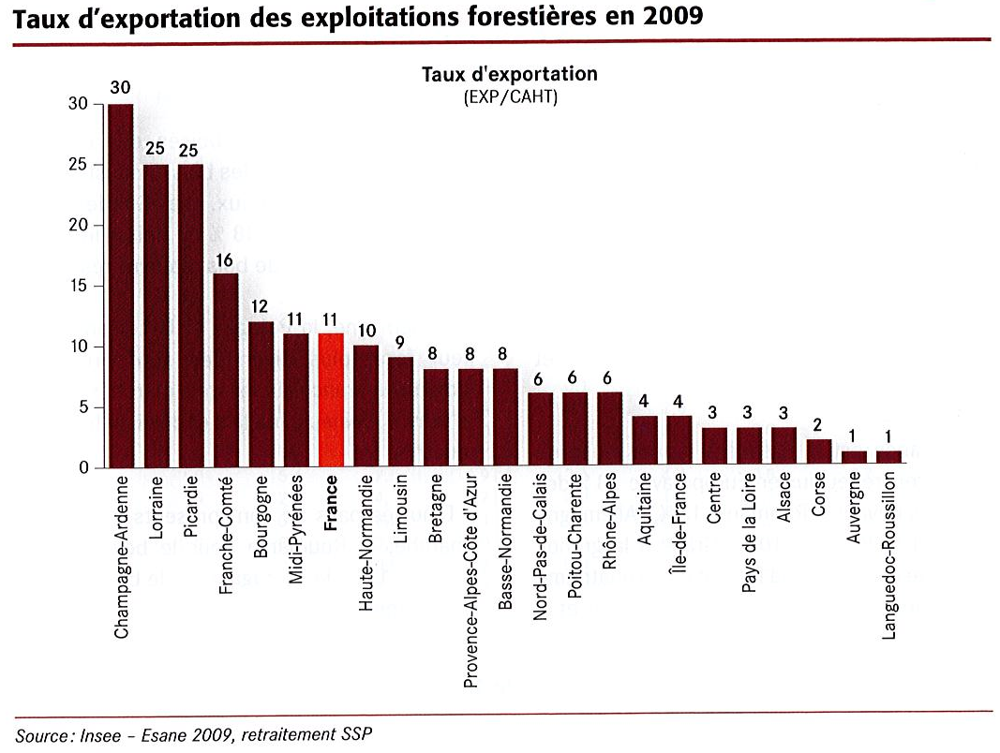 Taux d'exportation des exploitations forestières en 2009
Taux d'exportation
(EXP/CAHT)
30
25
20
15
10
5
0
30
25
25
16
12
11
11
10
9
8
8
8
6
6
6
4
4
3
3
3
2
1
1
Champagne-Ardenne
Lorraine
Picardie
Franche-Comté
Bourgogne
Midi-Pyrénées
France
Haute-Normandie
Limousin
Bretagne
Provence-Alpes-Côte d'Azur
Basse-Normandie
Nord-Pas-de-Calais
Poitou-Charente
Rhône-Alpes
Aquitaine
Île-de-France
Centre
Pays de la Loire
Alsace
Corse
Auvergne
Languedoc-Roussillon
Source : Insee – Esane 2009, retraitement SSP